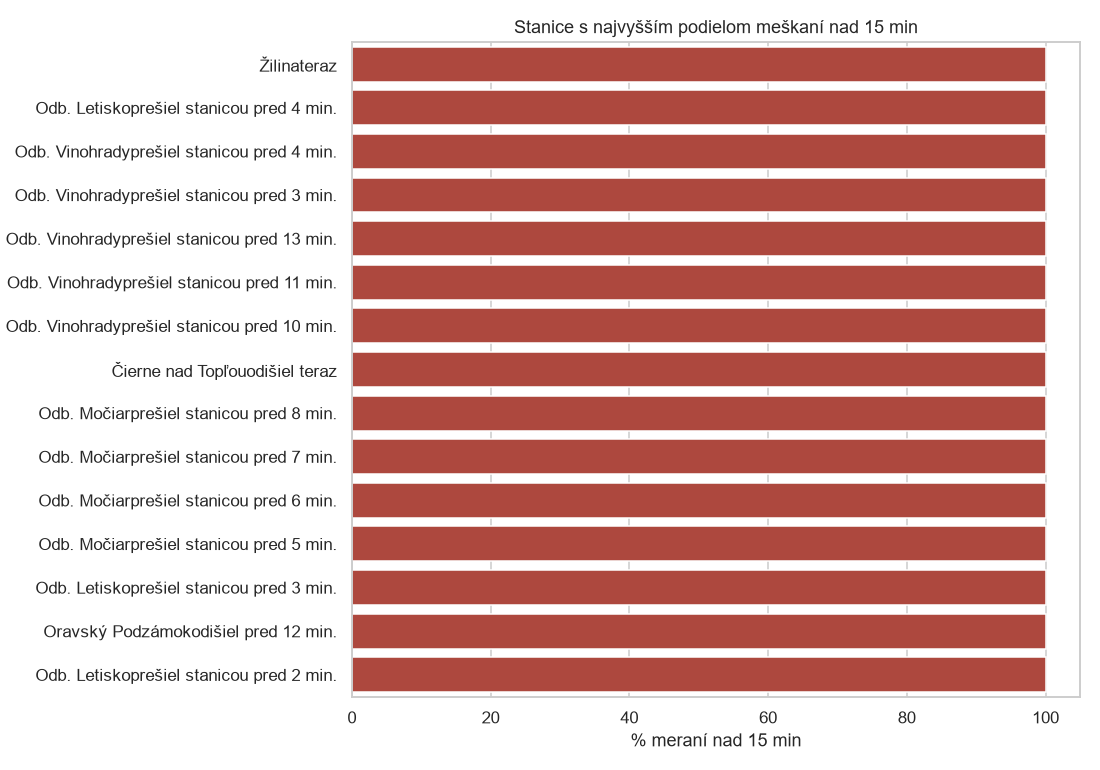 Stanice s najvyšším podielom meškaní nad 15 min
Žilinateraz
Odb. Letiskoprešiel stanicou pred 4 min.
Odb. Vinohradyprešiel stanicou pred 4 min.
Odb. Vinohradyprešiel stanicou pred 3 min.
Odb. Vinohradyprešiel stanicou pred 13 min.
Odb. Vinohradyprešiel stanicou pred 11 min.
Odb. Vinohradyprešiel stanicou pred 10 min.
Čierne nad Topľouodišiel teraz
Odb. Močiarprešiel stanicou pred 8 min.
Odb. Močiarprešiel stanicou pred 7 min.
Odb. Močiarprešiel stanicou pred 6 min.
Odb. Močiarprešiel stanicou pred 5 min.
Odb. Letiskoprešiel stanicou pred 3 min.
Oravský Podzámokodišiel pred 12 min.
Odb. Letiskoprešiel stanicou pred 2 min.
0 20 40 60 80 100
% meraní nad 15 min